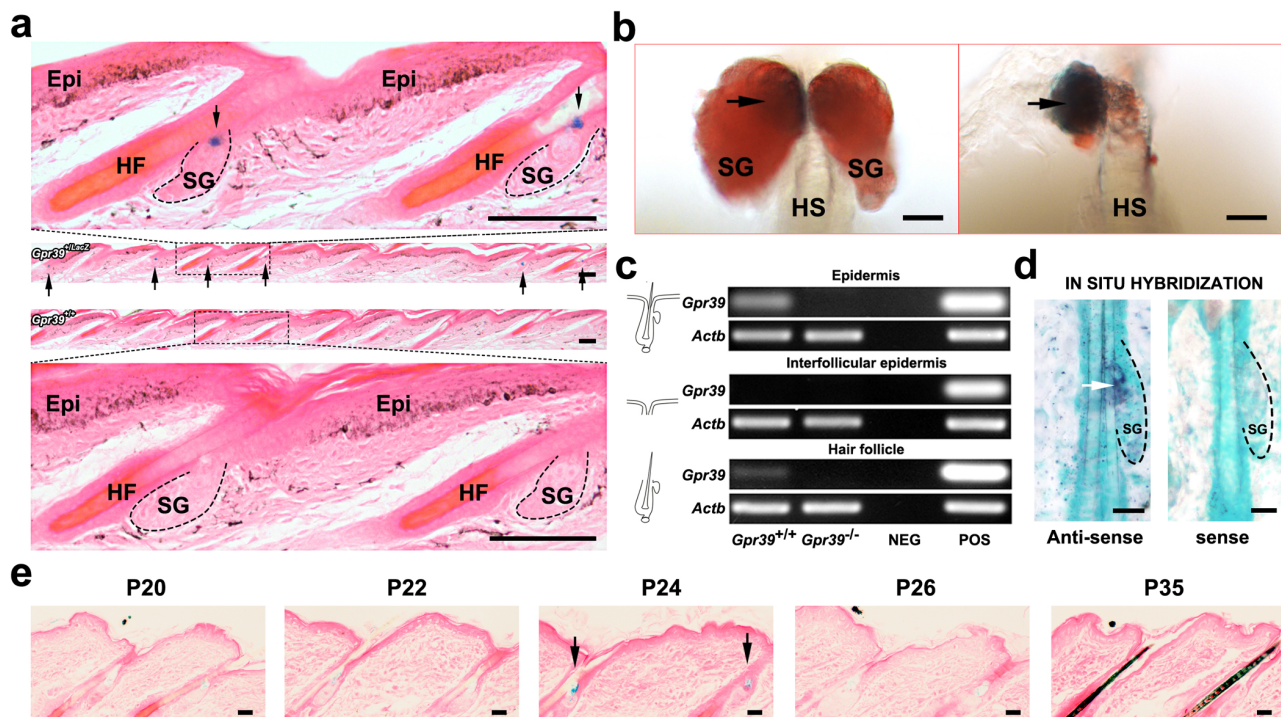 a
Epi
Epi
HF
SG
HF
SG
Gpr39+/LacZ
Gpr39+/+
Epi
Epi
HF
SG
HF
SG
b
SG
SG
HS
HS
c
Epidermis
Gpr39
Actb
Interfollicular epidermis
Gpr39
Actb
Hair follicle
Gpr39
Actb
Gpr39+/+ Gpr39-/- NEG POS
d
IN SITU HYBRIDIZATION
SG
SG
Anti-sense sense
e
P20 P22 P24 P26 P35